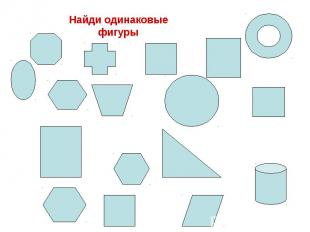 Найди одинаковые
фигуры